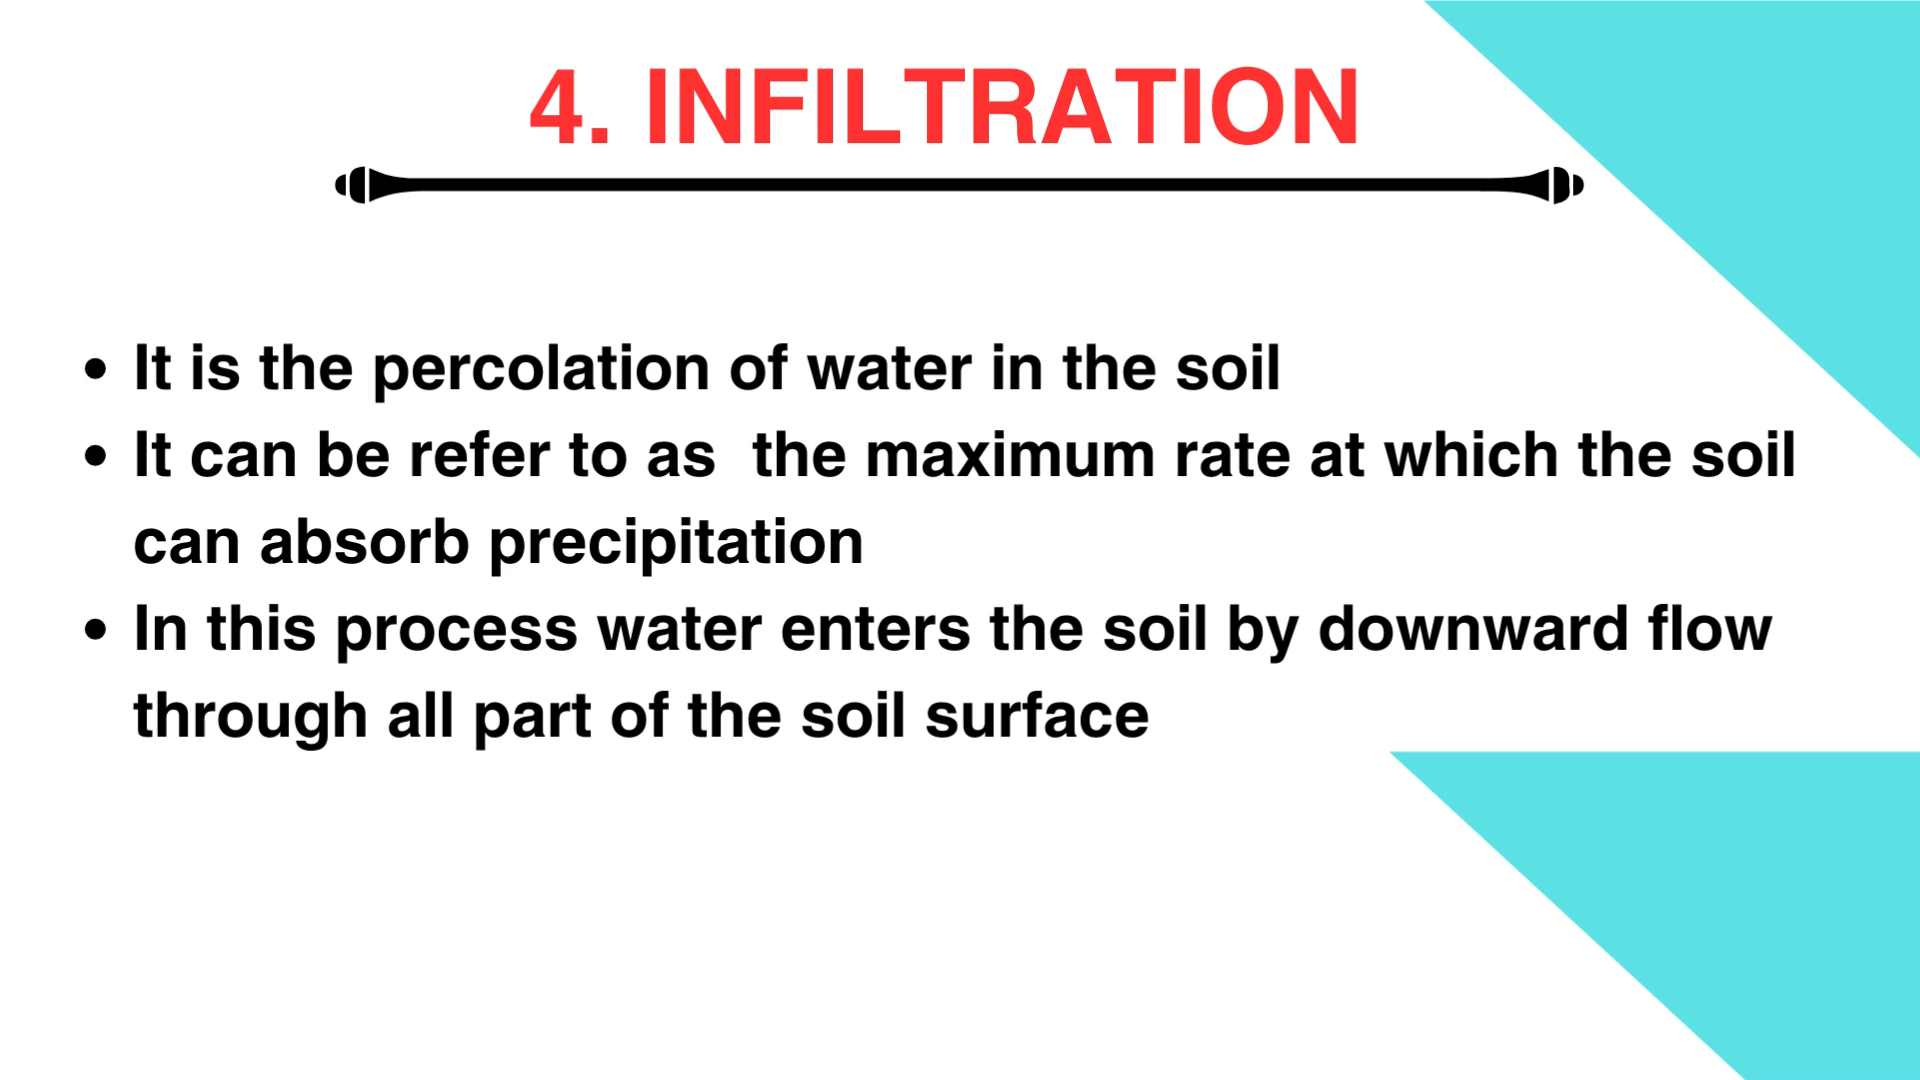 4. INFILTRATION
• It is the percolation of water in the soil
• It can be refer to as  the maximum rate at which the soil
can absorb precipitation
• In this process water enters the soil by downward flow
through all part of the soil surface